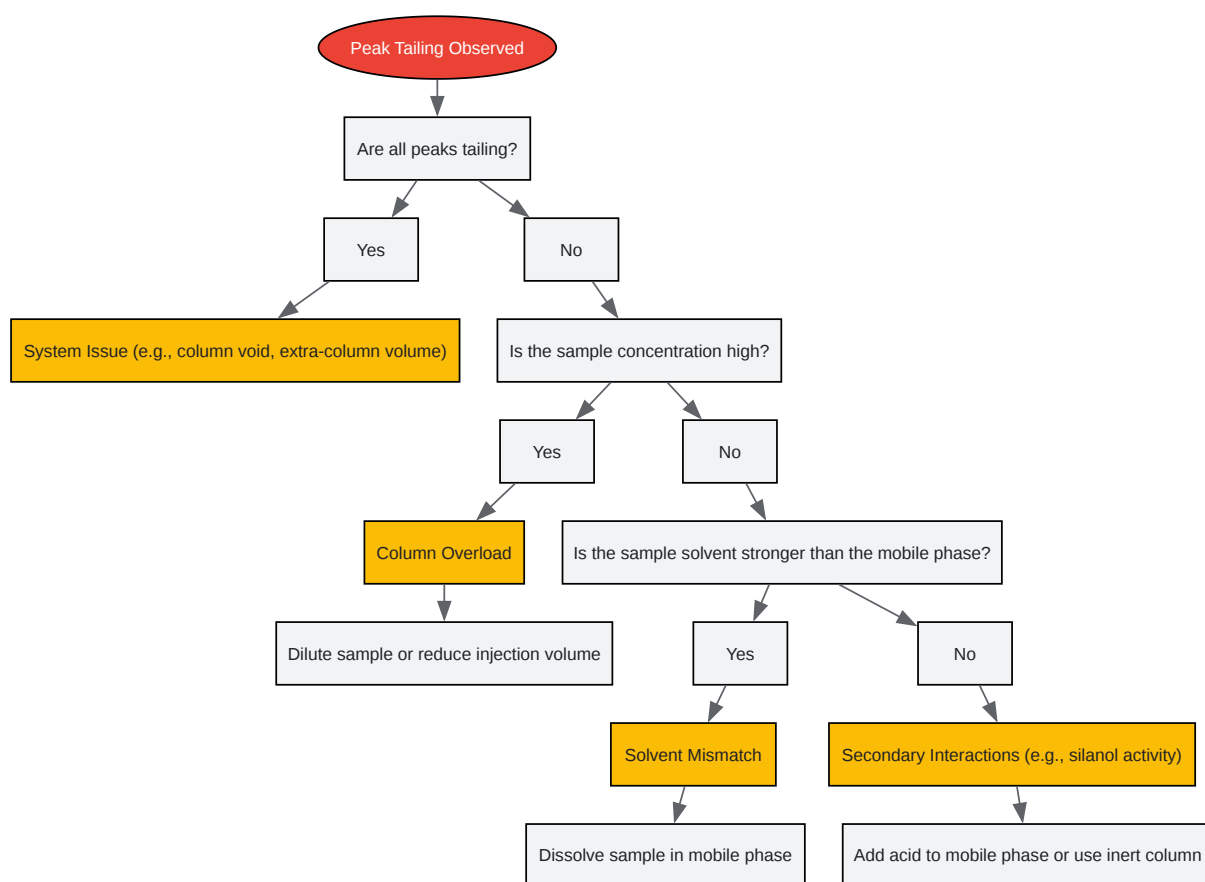 Peak Tailing Observed
Are all peaks tailing?
Yes
No
System Issue (e.g., column void, extra-column volume)
Is the sample concentration high?
Yes
No
Column Overload
Is the sample solvent stronger than the mobile phase?
Dilute sample or reduce injection volume
Yes
No
Solvent Mismatch
Secondary Interactions (e.g., silanol activity)
Dissolve sample in mobile phase
Add acid to mobile phase or use inert column